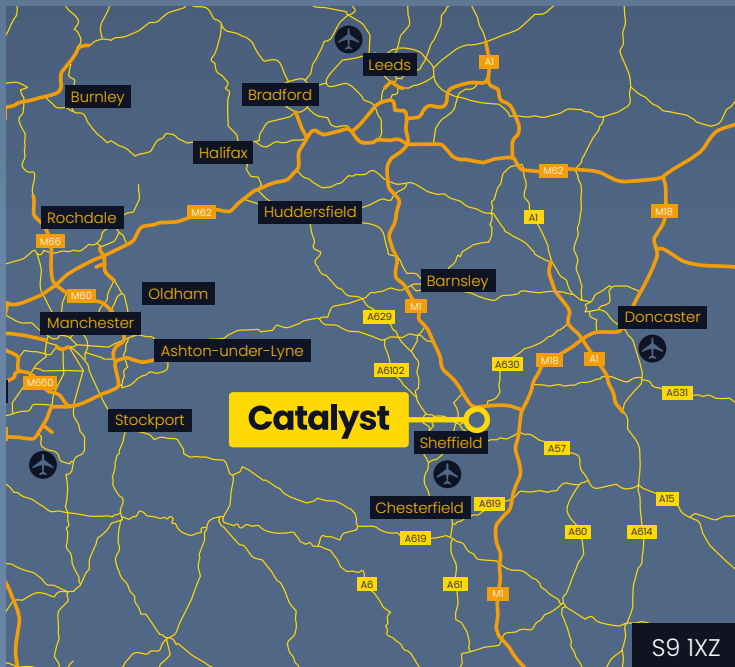 Leeds
A1
Burnley
Bradford
Halifax
M62
Rochdale
M62
Huddersfield
A1
M18
M66
Barnsley
Oldham
M60
M1
A629
Doncaster
Manchester
Ashton-under-Lyne
A630
M18
A1
A6102
M660
A631
Catalyst
Stockport
Sheffield
A57
Chesterfield
A619
A15
A619
A60
A614
A6
A61
M1
S9 1XZ